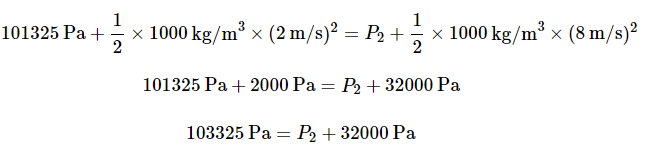 101325 Pa + 1/2 × 1000 kg/m³ × (2 m/s)² = P₂ + 1/2 × 1000 kg/m³ × (8 m/s)²
101325 Pa + 2000 Pa = P₂ + 32000 Pa
103325 Pa = P₂ + 32000 Pa